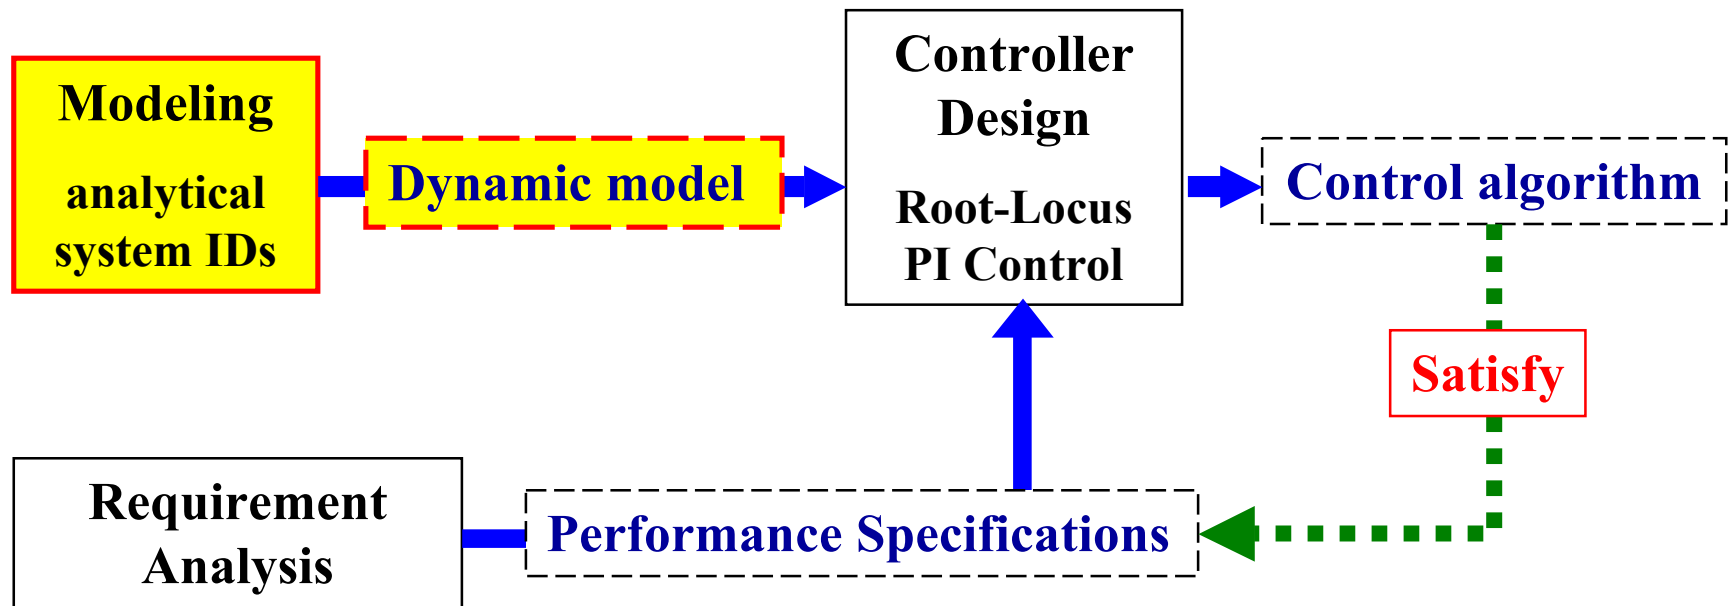 Modeling
analytical
system IDs
Dynamic model
Controller
Design
Root-Locus
PI Control
Control algorithm
Satisfy
Requirement
Analysis
Performance Specifications